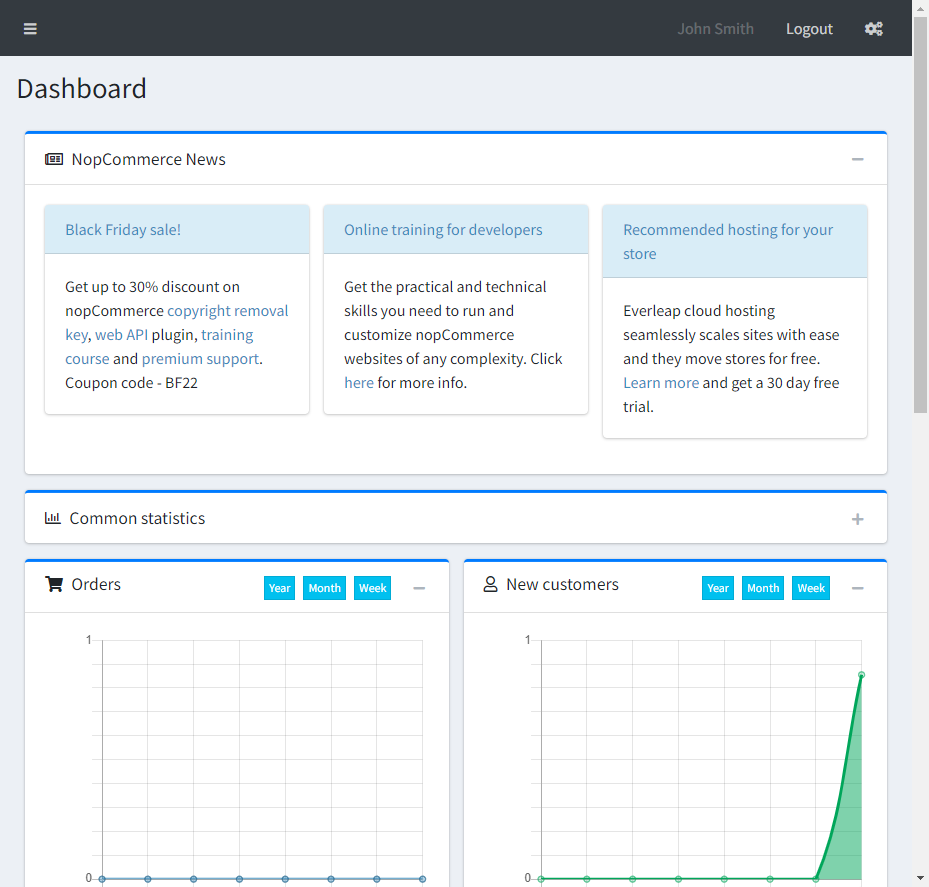 John Smith Logout
Dashboard
NopCommerce News
Black Friday sale!
Get up to 30% discount on
nopCommerce copyright removal
key, web API plugin, training
course and premium support.
Coupon code - BF22
Online training for developers
Get the practical and technical
skills you need to run and
customize nopCommerce
websites of any complexity. Click
here for more info.
Recommended hosting for your
store
Everleap cloud hosting
seamlessly scales sites with ease
and they move stores for free.
Learn more and get a 30 day free
trial.
Common statistics
Orders Year Month Week
1
0
New customers Year Month Week
1
0